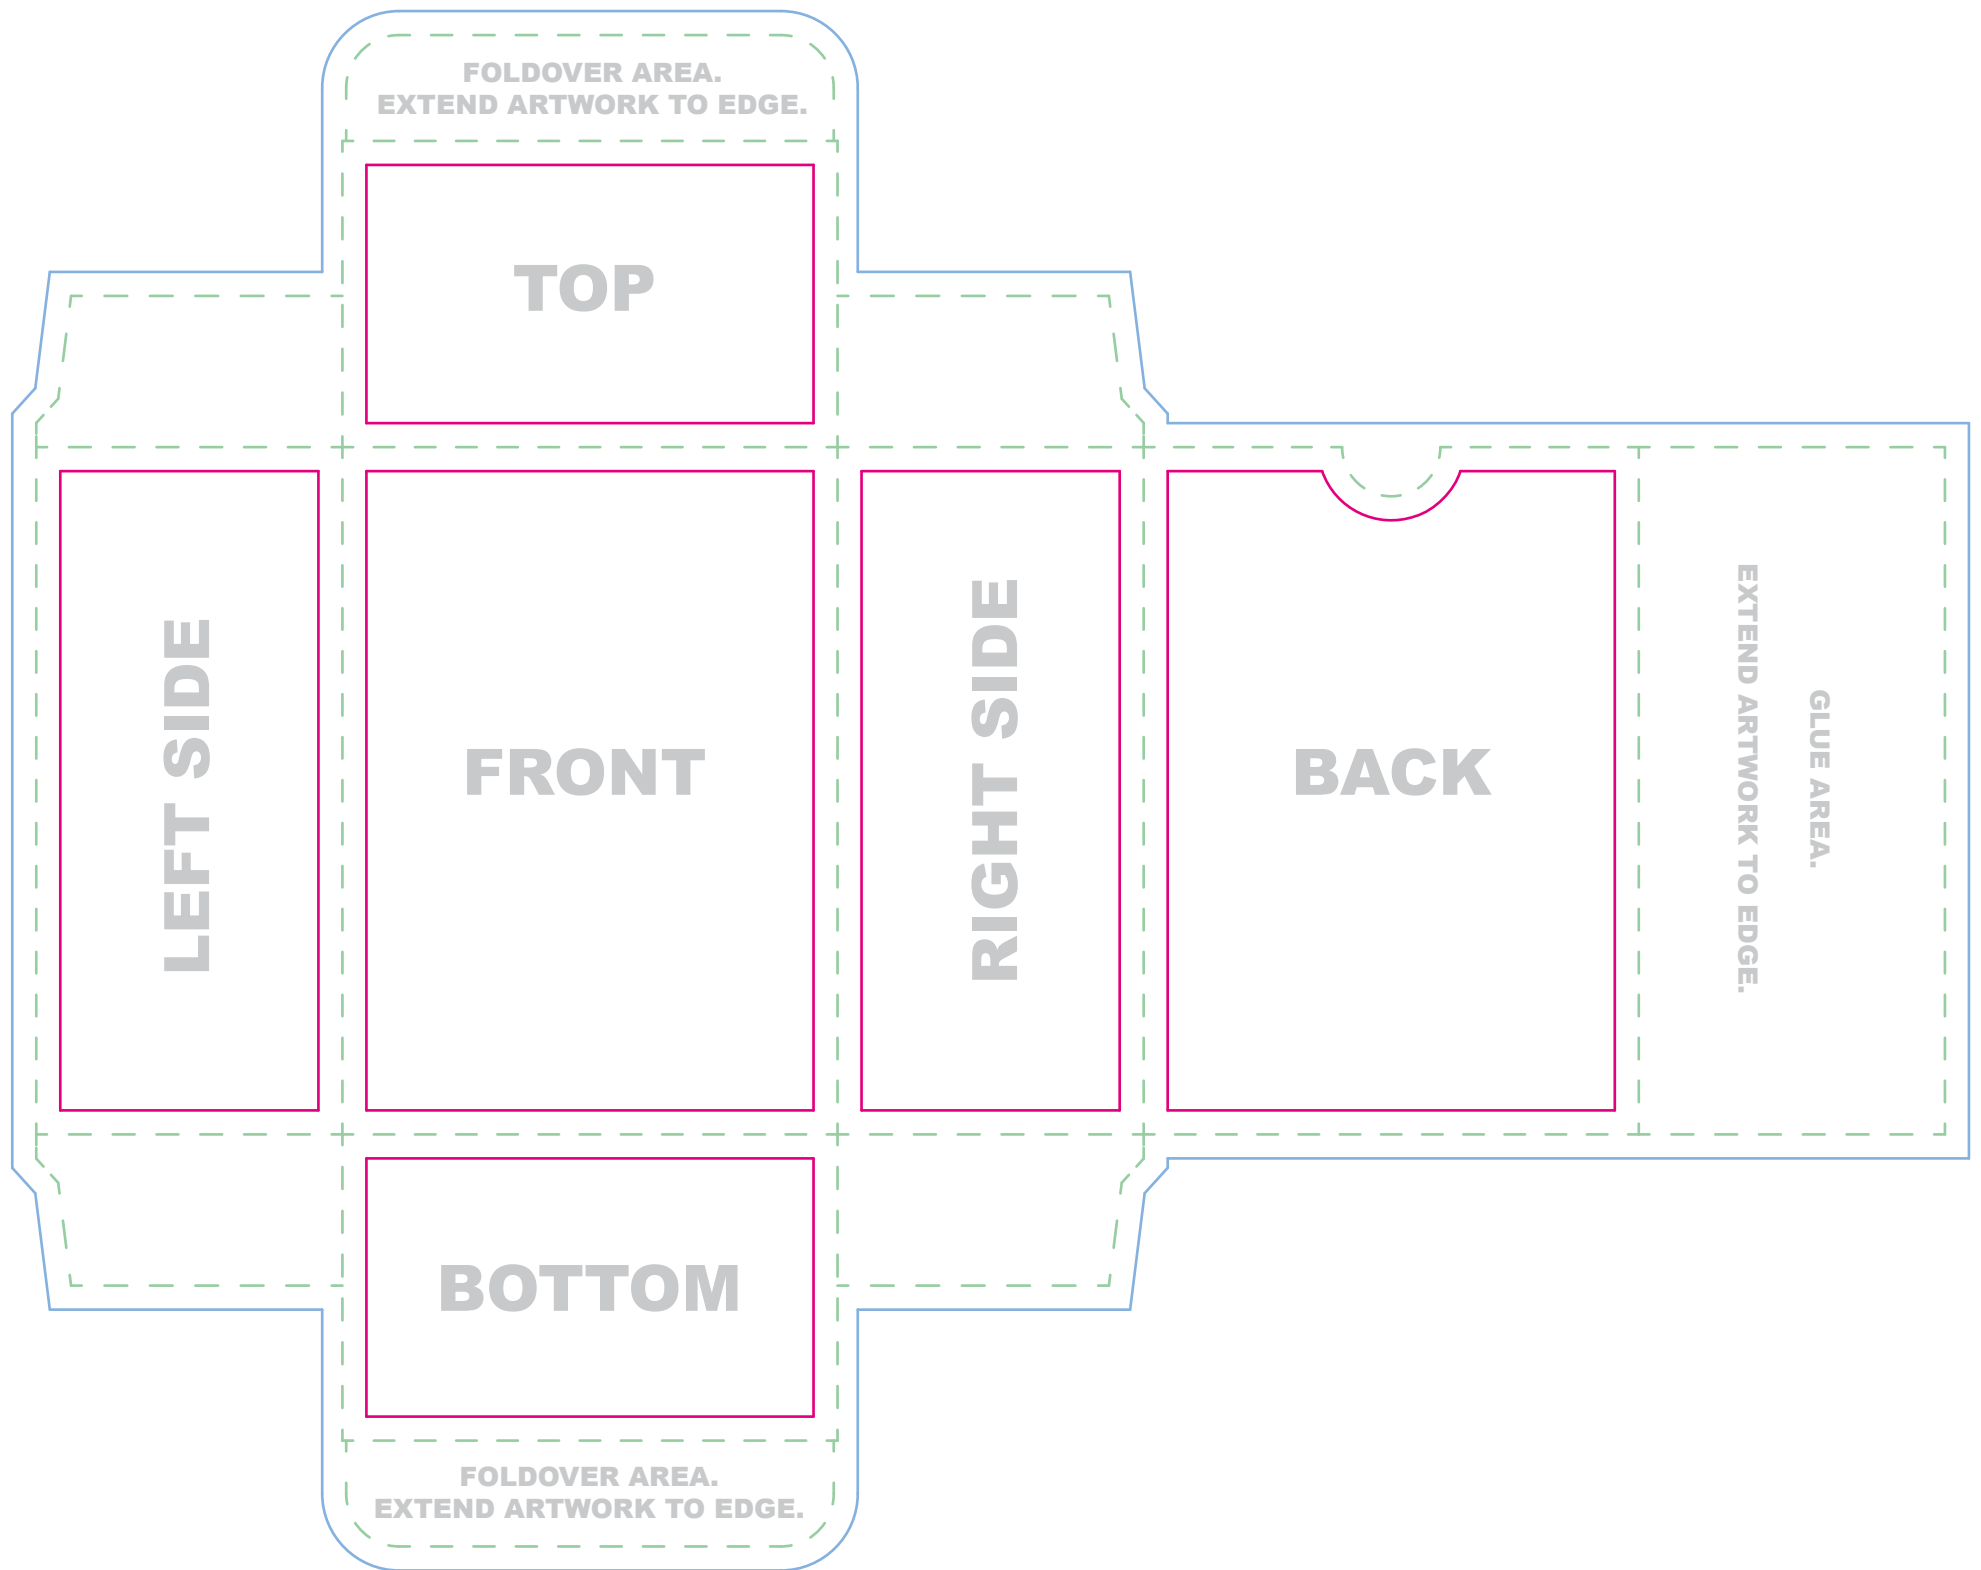 FOLDOVER AREA.
EXTEND ARTWORK TO EDGE.
TOP
LEFT SIDE
FRONT
RIGHT SIDE
BACK
GLUE AREA.
EXTEND ARTWORK TO EDGE.
BOTTOM
FOLDOVER AREA.
EXTEND ARTWORK TO EDGE.